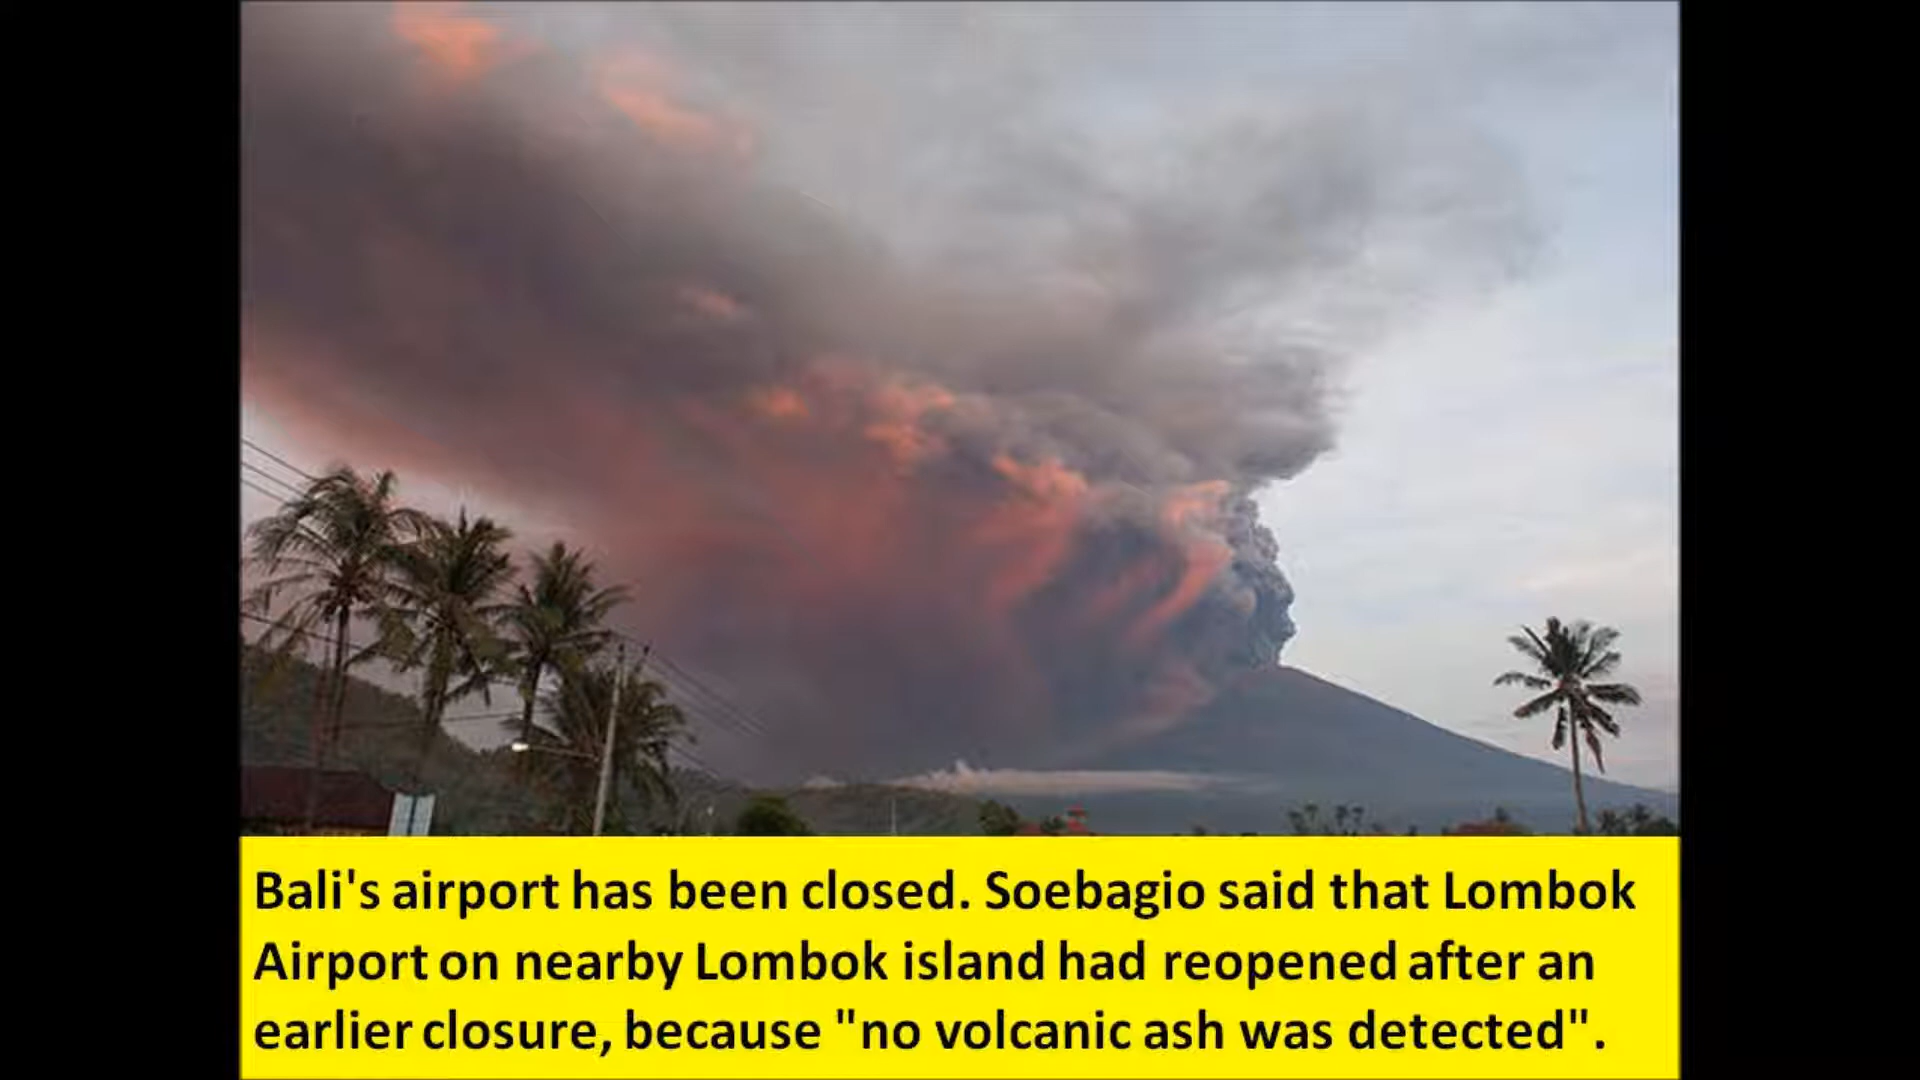 Bali's airport has been closed. Soebagio said that Lombok
Airport on nearby Lombok island had reopened after an
earlier closure, because "no volcanic ash was detected".